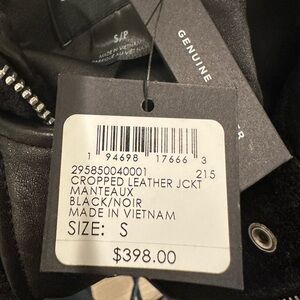 S/P
MADE IN VIETNAM
GENUINE
1 94698 17666 3
295850040001 215
CROPPED LEATHER JCKT
MANTEAUX
BLACK/NOIR
MADE IN VIETNAM
SIZE: S
$398.00